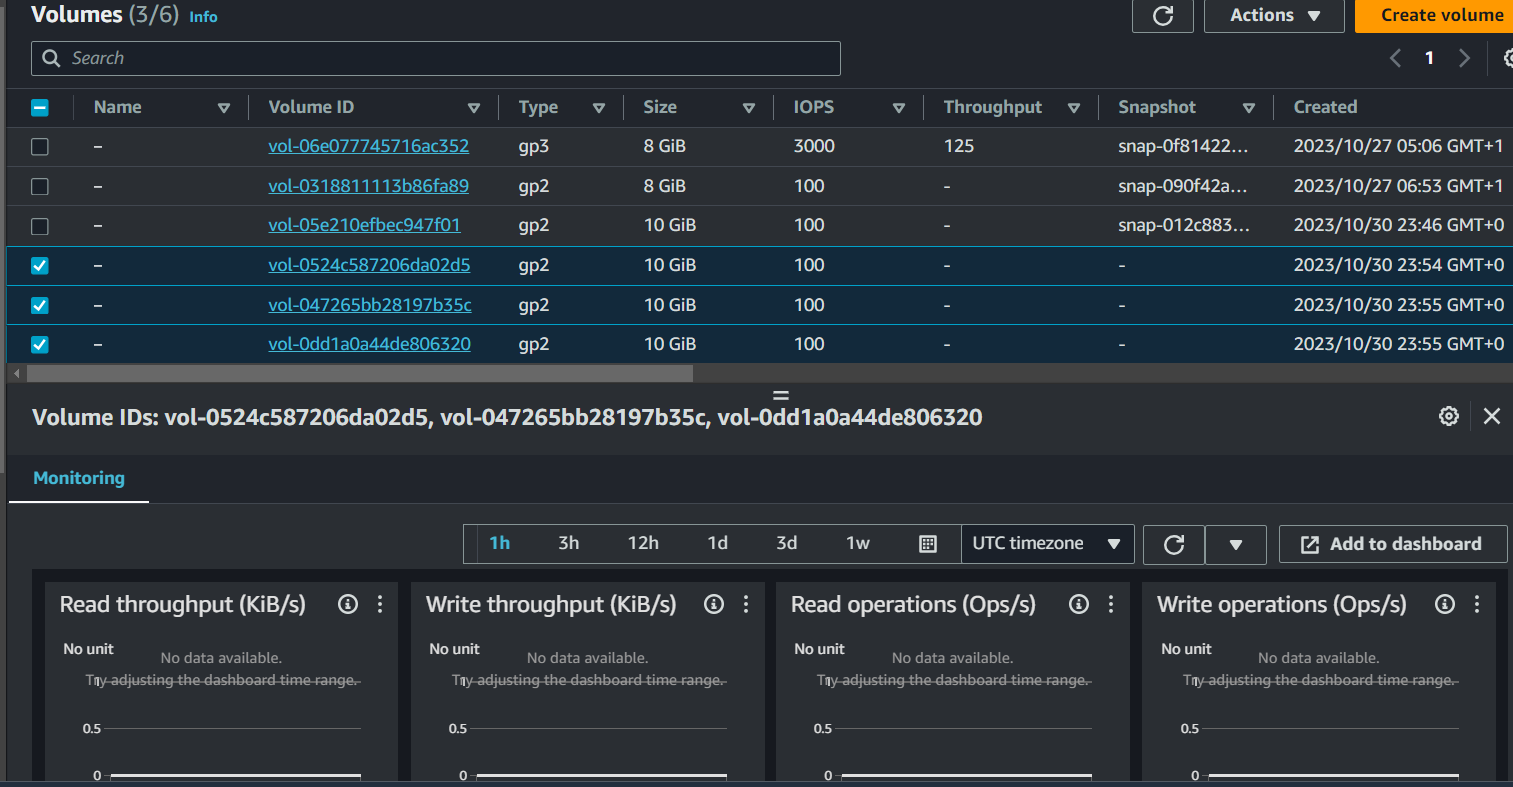 Volumes (3/6) Info
Actions
Create volume
Search
1
Name Volume ID Type Size IOPS Throughput Snapshot Created
– vol-06e077745716ac352 gp3 8 GiB 3000 125 snap-0f81422... 2023/10/27 05:06 GMT+1
– vol-0318811113b86fa89 gp2 8 GiB 100 - snap-090f42a... 2023/10/27 06:53 GMT+1
– vol-05e210efbec947f01 gp2 10 GiB 100 - snap-012c883... 2023/10/30 23:46 GMT+0
– vol-0524c587206da02d5 gp2 10 GiB 100 - - 2023/10/30 23:54 GMT+0
– vol-047265bb28197b35c gp2 10 GiB 100 - - 2023/10/30 23:55 GMT+0
– vol-0dd1a0a44de806320 gp2 10 GiB 100 - - 2023/10/30 23:55 GMT+0
Volume IDs: vol-0524c587206da02d5, vol-047265bb28197b35c, vol-0dd1a0a44de806320
Monitoring
1h 3h 12h 1d 3d 1w UTC timezone Add to dashboard
Read throughput (KiB/s)
No unit
No data available.
Try adjusting the dashboard time range.
1
0.5
0
Write throughput (KiB/s)
No unit
No data available.
Try adjusting the dashboard time range.
1
0.5
0
Read operations (Ops/s)
No unit
No data available.
Try adjusting the dashboard time range.
1
0.5
0
Write operations (Ops/s)
No unit
No data available.
Try adjusting the dashboard time range.
1
0.5
0